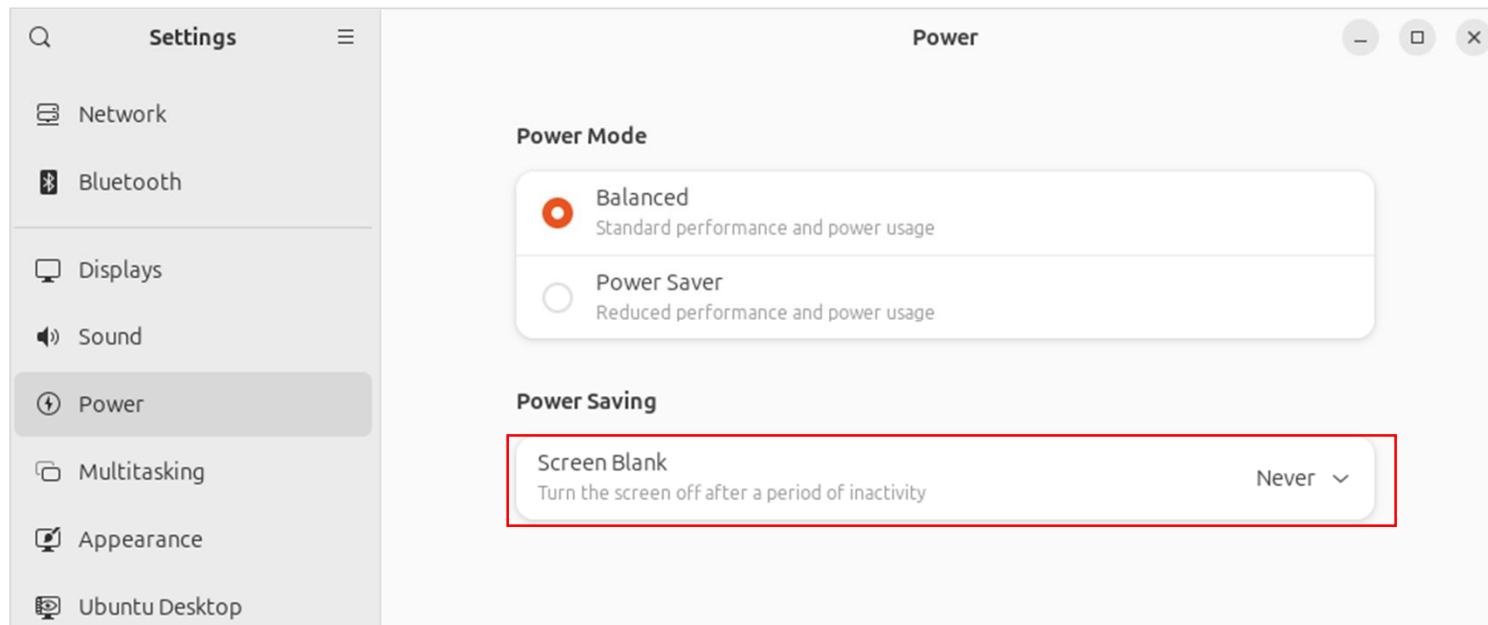 Settings
Network
Bluetooth
Displays
Sound
Power
Multitasking
Appearance
Ubuntu Desktop
Power
Power Mode
Balanced
Standard performance and power usage
Power Saver
Reduced performance and power usage
Power Saving
Screen Blank
Turn the screen off after a period of inactivity
Never